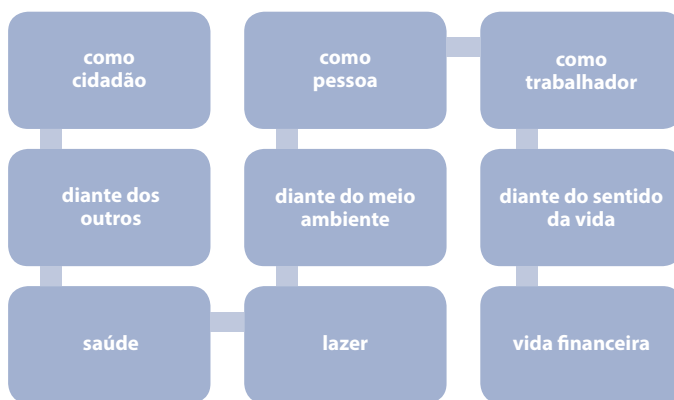 como
cidadão
diante dos
outros
saúde
lazer
diante do meio
ambiente
como
pessoa
como
trabalhador
diante do sentido
da vida
vida financeira